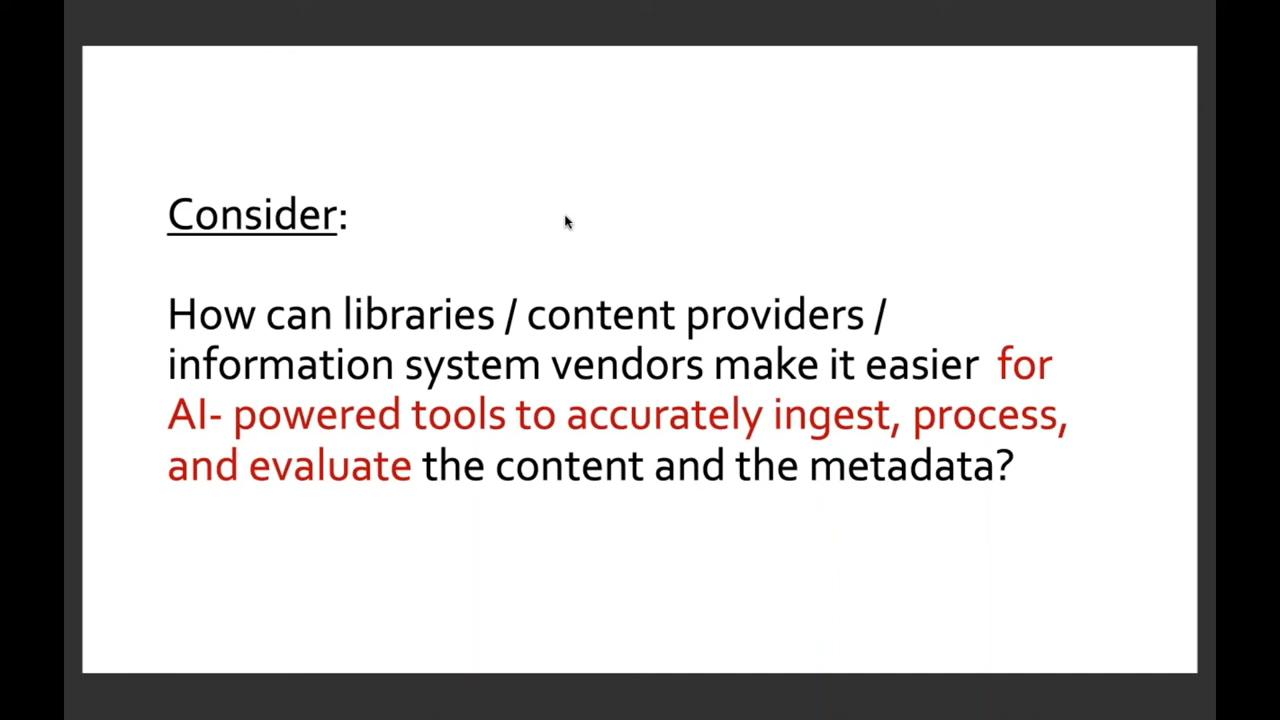 Consider:
How can libraries / content providers /
information system vendors make it easier for
AI- powered tools to accurately ingest, process,
and evaluate the content and the metadata?